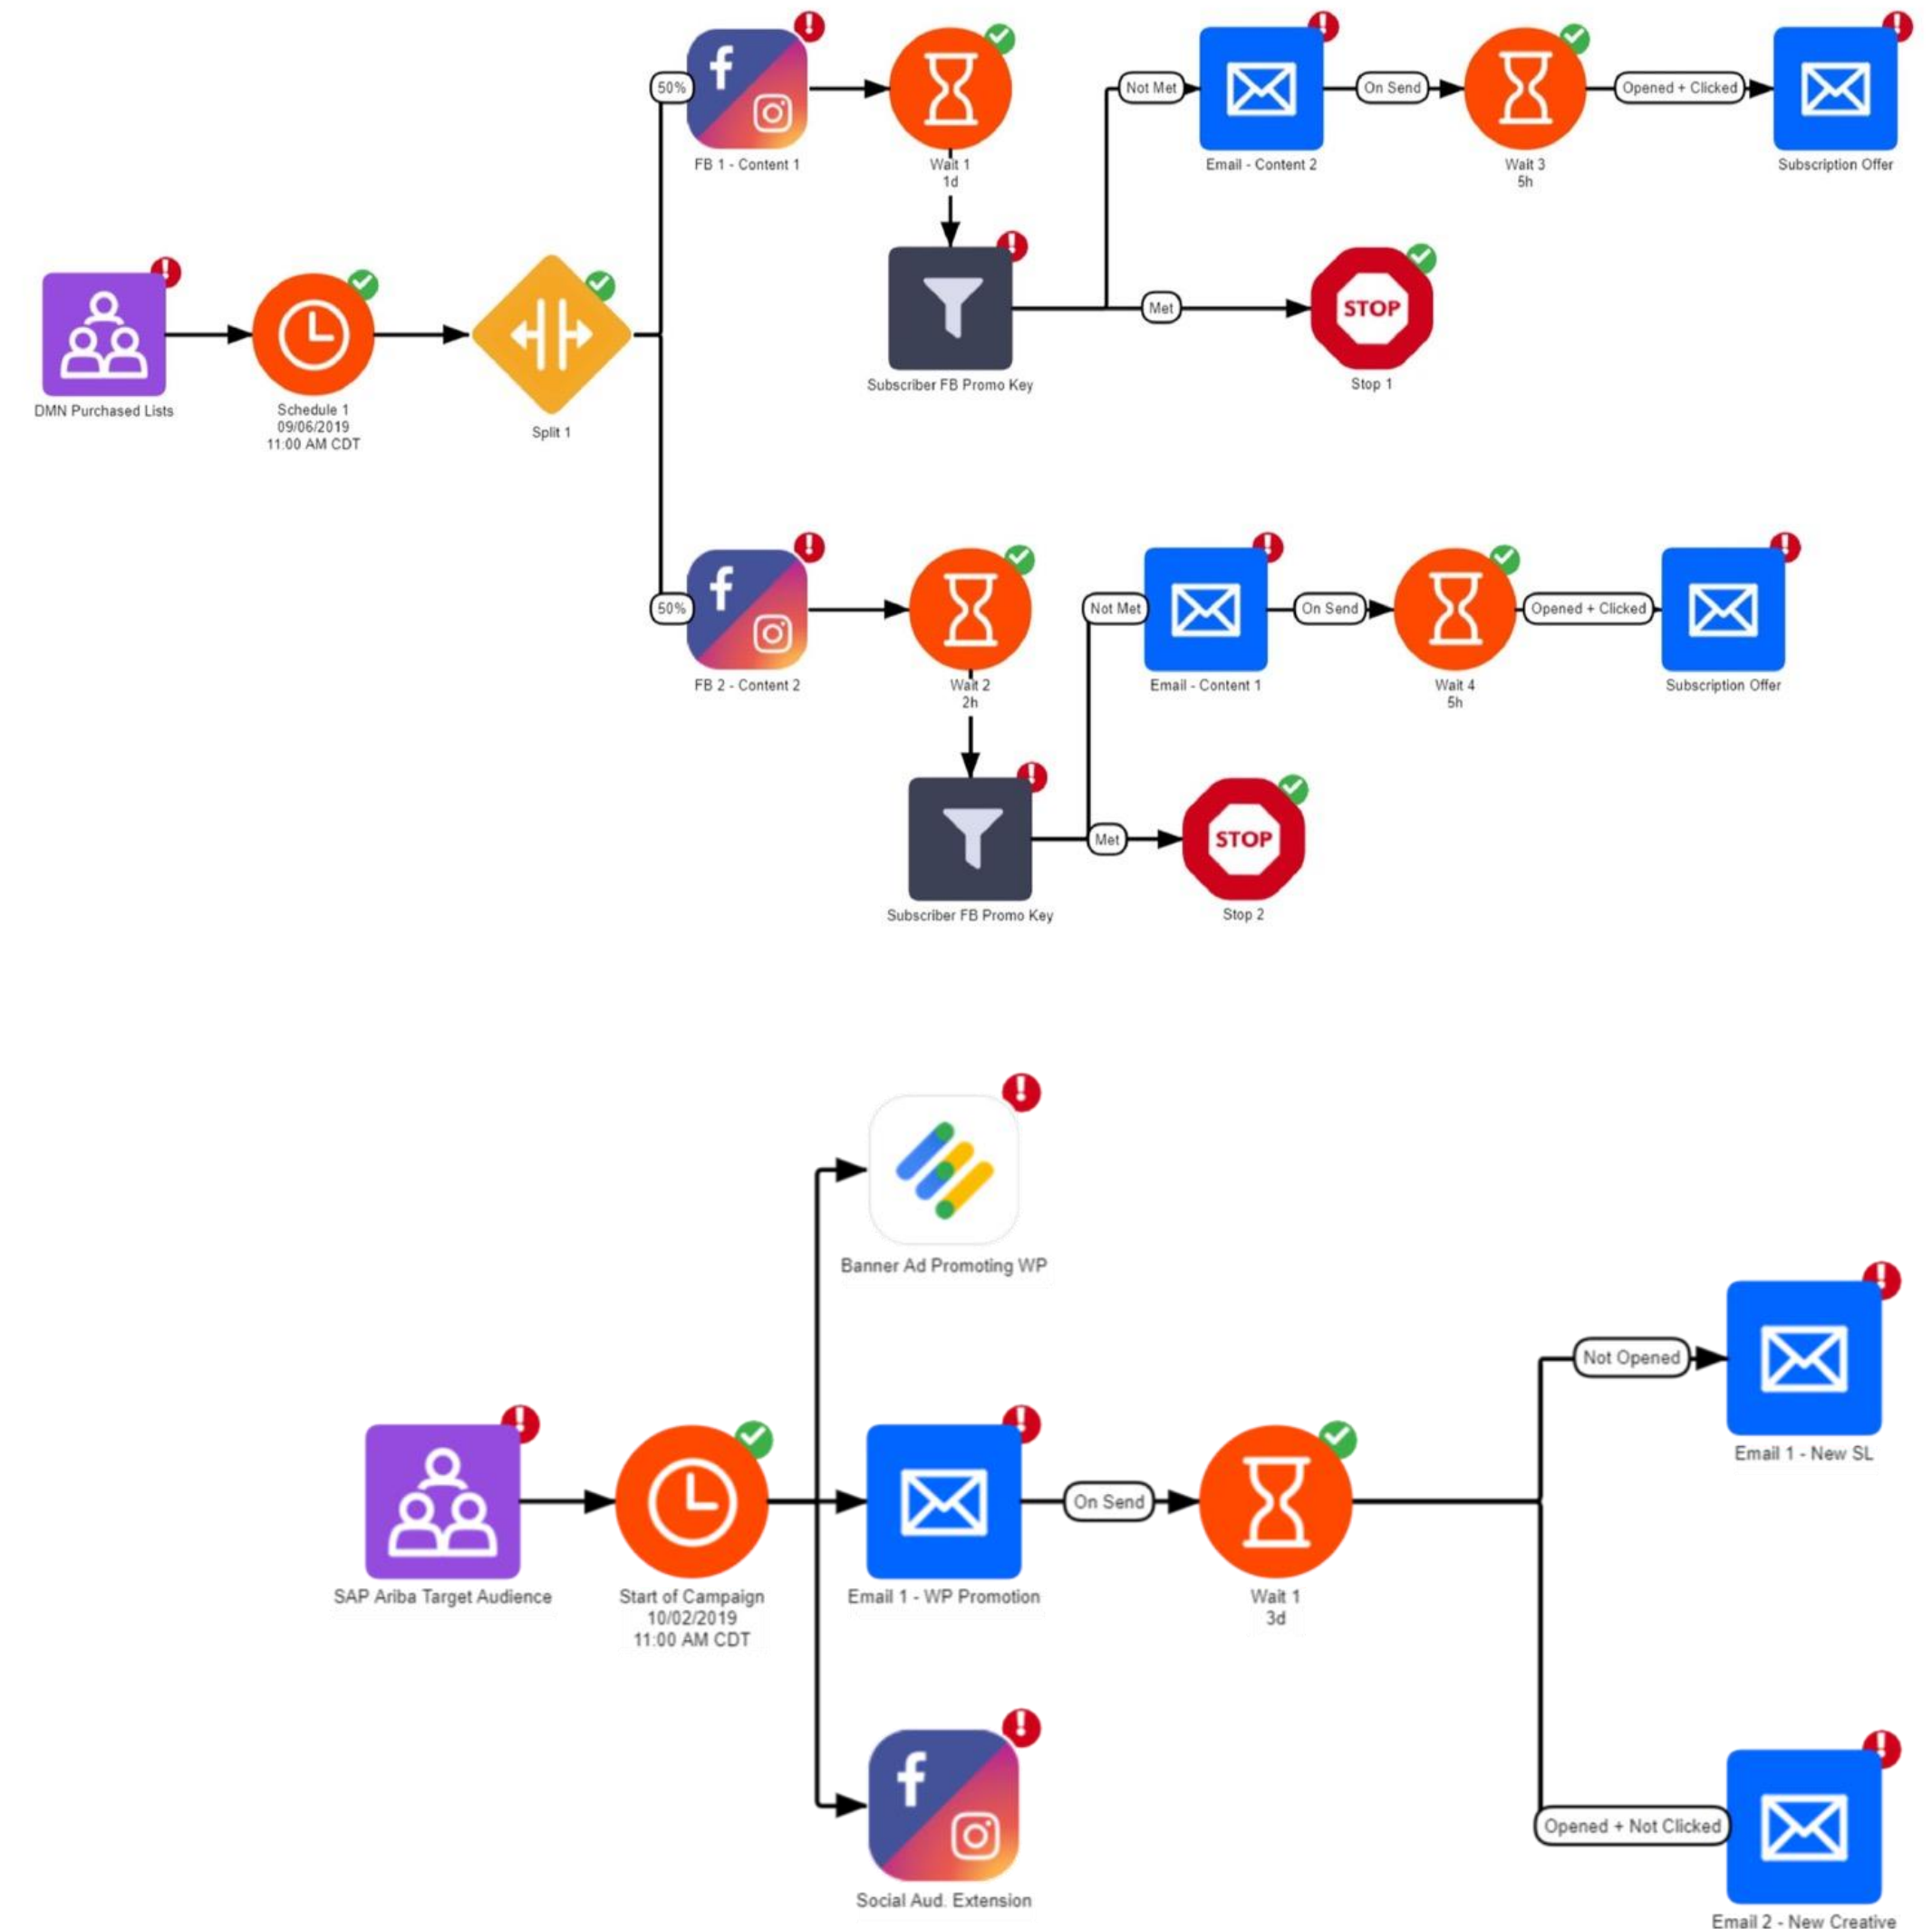 50%
FB 1 - Content 1
Wait 1
1d
Not Met
Email - Content 2
On Send
Wait 3
5h
Opened + Clicked
Subscription Offer
DMN Purchased Lists
Schedule 1
09/06/2019
11:00 AM CDT
Split 1
Subscriber FB Promo Key
Met
STOP
Stop 1
50%
FB 2 - Content 2
Wait 2
2h
Not Met
Email - Content 1
On Send
Wait 4
5h
Opened + Clicked
Subscription Offer
Subscriber FB Promo Key
Met
STOP
Stop 2
Banner Ad Promoting WP
SAP Ariba Target Audience
Start of Campaign
10/02/2019
11:00 AM CDT
Email 1 - WP Promotion
On Send
Wait 1
3d
Not Opened
Email 1 - New SL
Social Aud. Extension
Opened + Not Clicked
Email 2 - New Creative